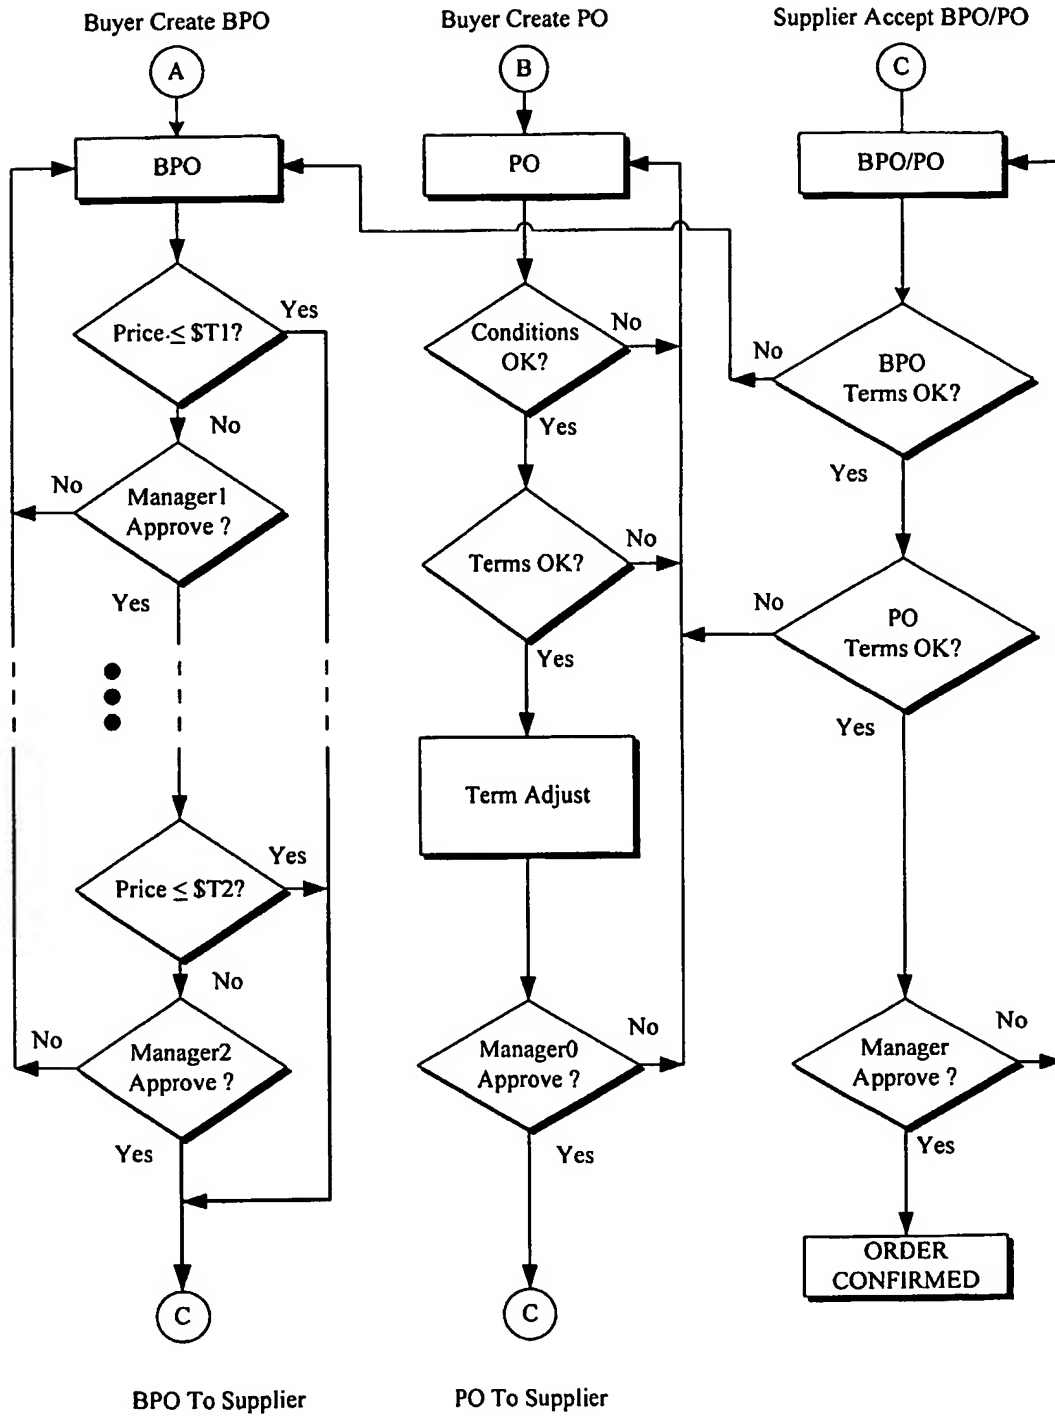 Buyer Create BPO
A
BPO
Price ≤ $T1?
Yes
No
Manager1
Approve ?
No
Yes
Price ≤ $T2?
Yes
No
Manager2
Approve ?
No
Yes
C
BPO To Supplier
Buyer Create PO
B
PO
Conditions
OK?
No
Yes
Terms OK?
No
Yes
Term Adjust
Manager0
Approve ?
No
Yes
C
PO To Supplier
Supplier Accept BPO/PO
C
BPO/PO
BPO
Terms OK?
No
Yes
PO
Terms OK?
No
Yes
Manager
Approve ?
No
Yes
ORDER
CONFIRMED